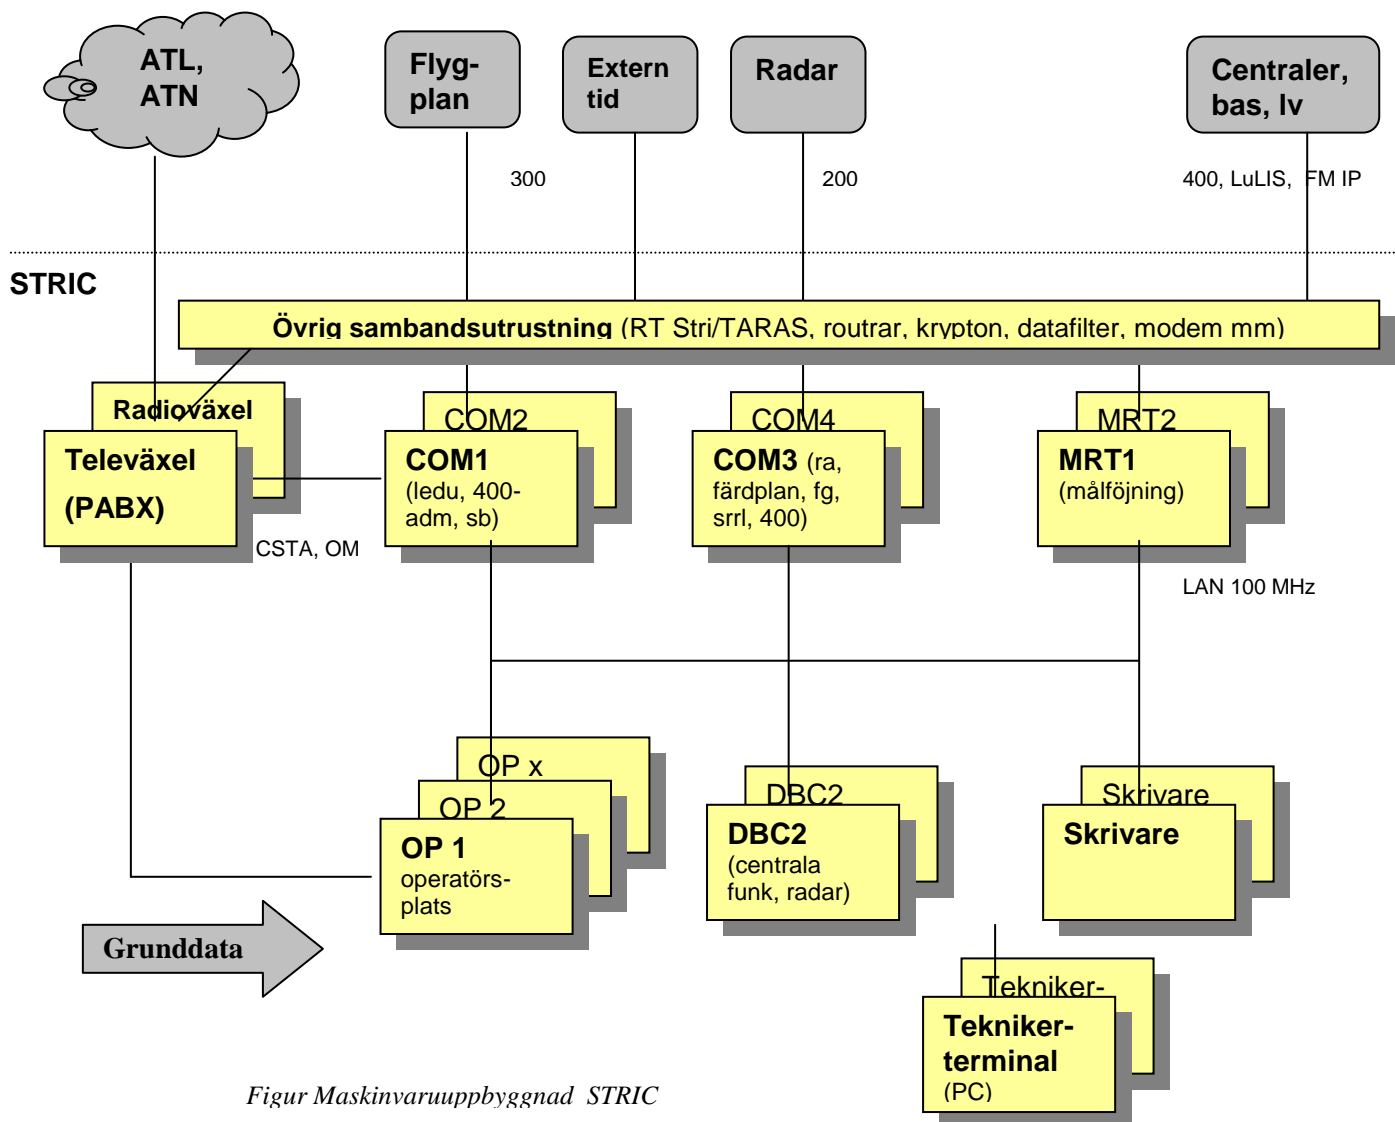 ATL,
ATN
Flyg-
plan
Extern
tid
Radar
Centraler,
bas, lv
300
200
400, LuLIS, FM IP
STRIC
Övrig sambandsutrustning (RT Stri/TARAS, routrar, krypton, datafilter, modem mm)
Radioväxel
Televäxel
(PABX)
COM2
COM1
(ledu, 400-
adm, sb)
COM4
COM3 (ra,
färdplan, fg,
srrl, 400)
MRT2
MRT1
(målföjning)
CSTA, OM
LAN 100 MHz
OP x
OP 2
OP 1
operatörs-
plats
DBC2
DBC2
(centrala
funk, radar)
Skrivare
Skrivare
Grunddata
Tekniker-
Tekniker-
terminal
(PC)
Figur Maskinvaruuppbyggnad STRIC